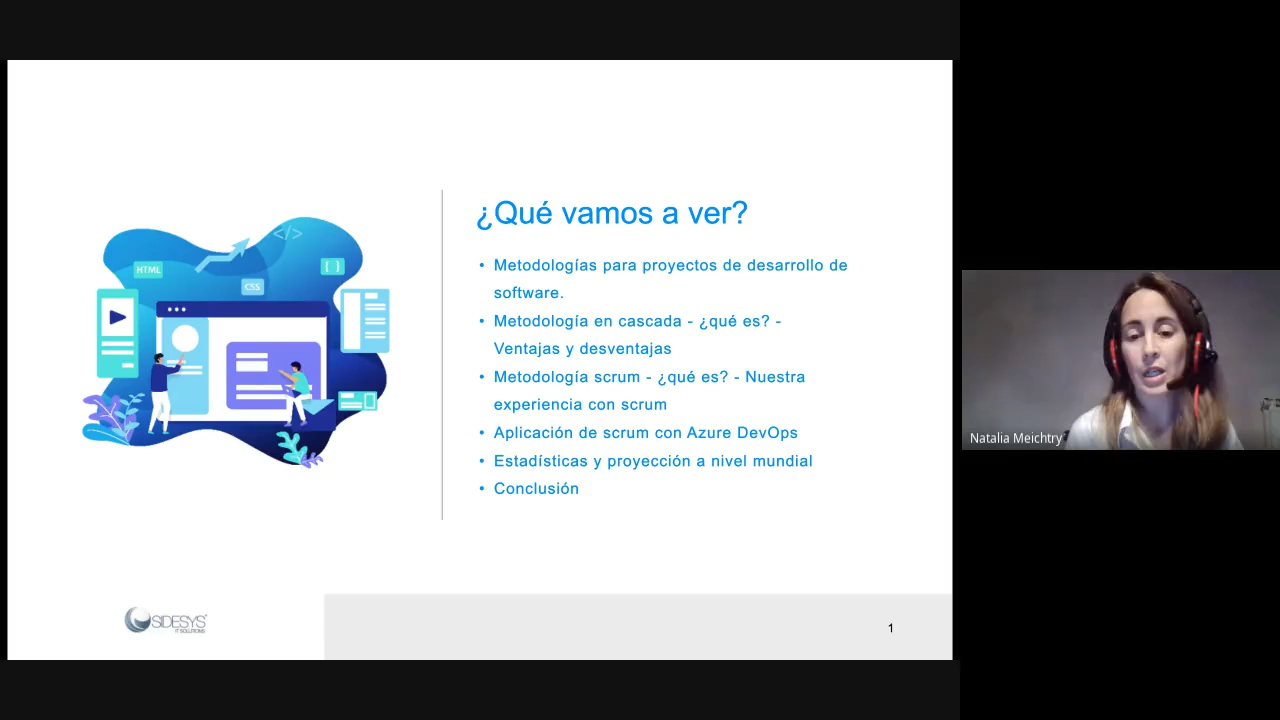 ¿Qué vamos a ver?
• Metodologías para proyectos de desarrollo de
software.
• Metodología en cascada - ¿qué es? -
Ventajas y desventajas
• Metodología scrum - ¿qué es? - Nuestra
experiencia con scrum
• Aplicación de scrum con Azure DevOps
• Estadísticas y proyección a nivel mundial
• Conclusión
HTML
</>
{ }
CSS
SIDESYS
IT SOLUTIONS
1
Natalia Meichtry